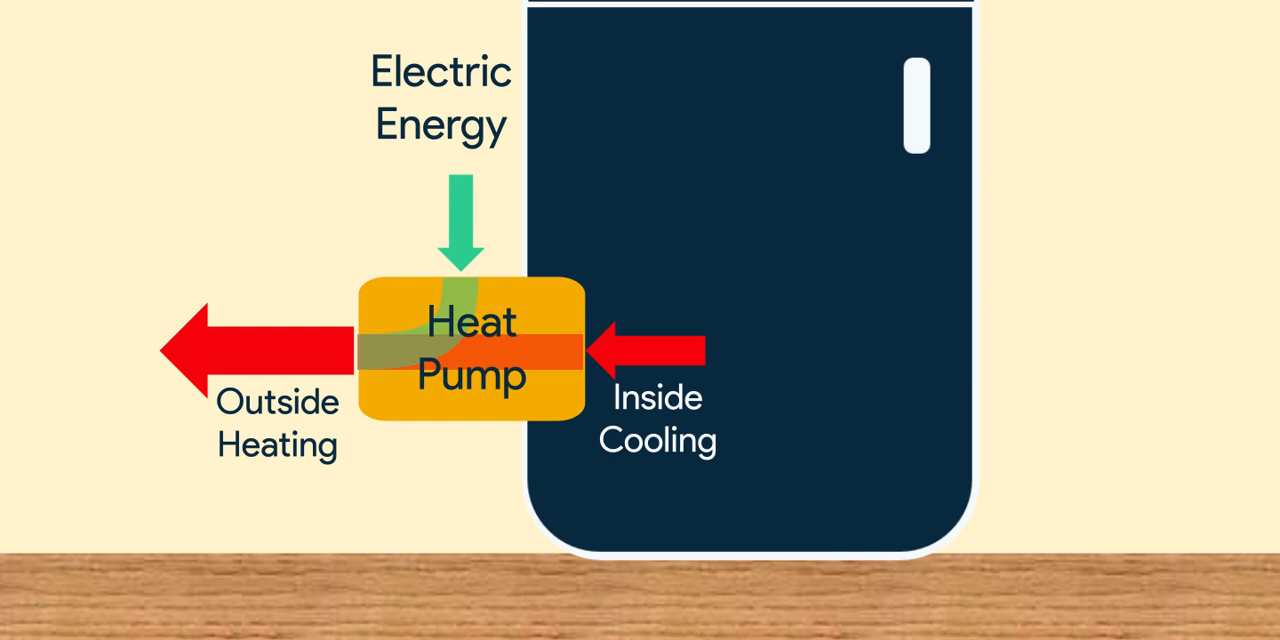 Electric
Energy
Heat
Pump
Outside
Heating
Inside
Cooling